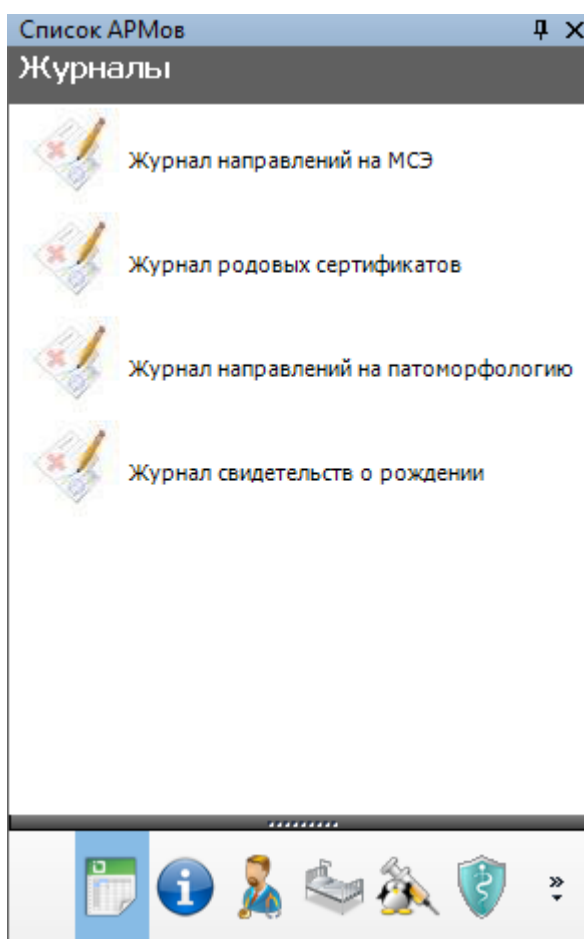 Список АРМов
Журналы
Журнал направлений на МСЭ
Журнал родовых сертификатов
Журнал направлений на патоморфологию
Журнал свидетельств о рождении